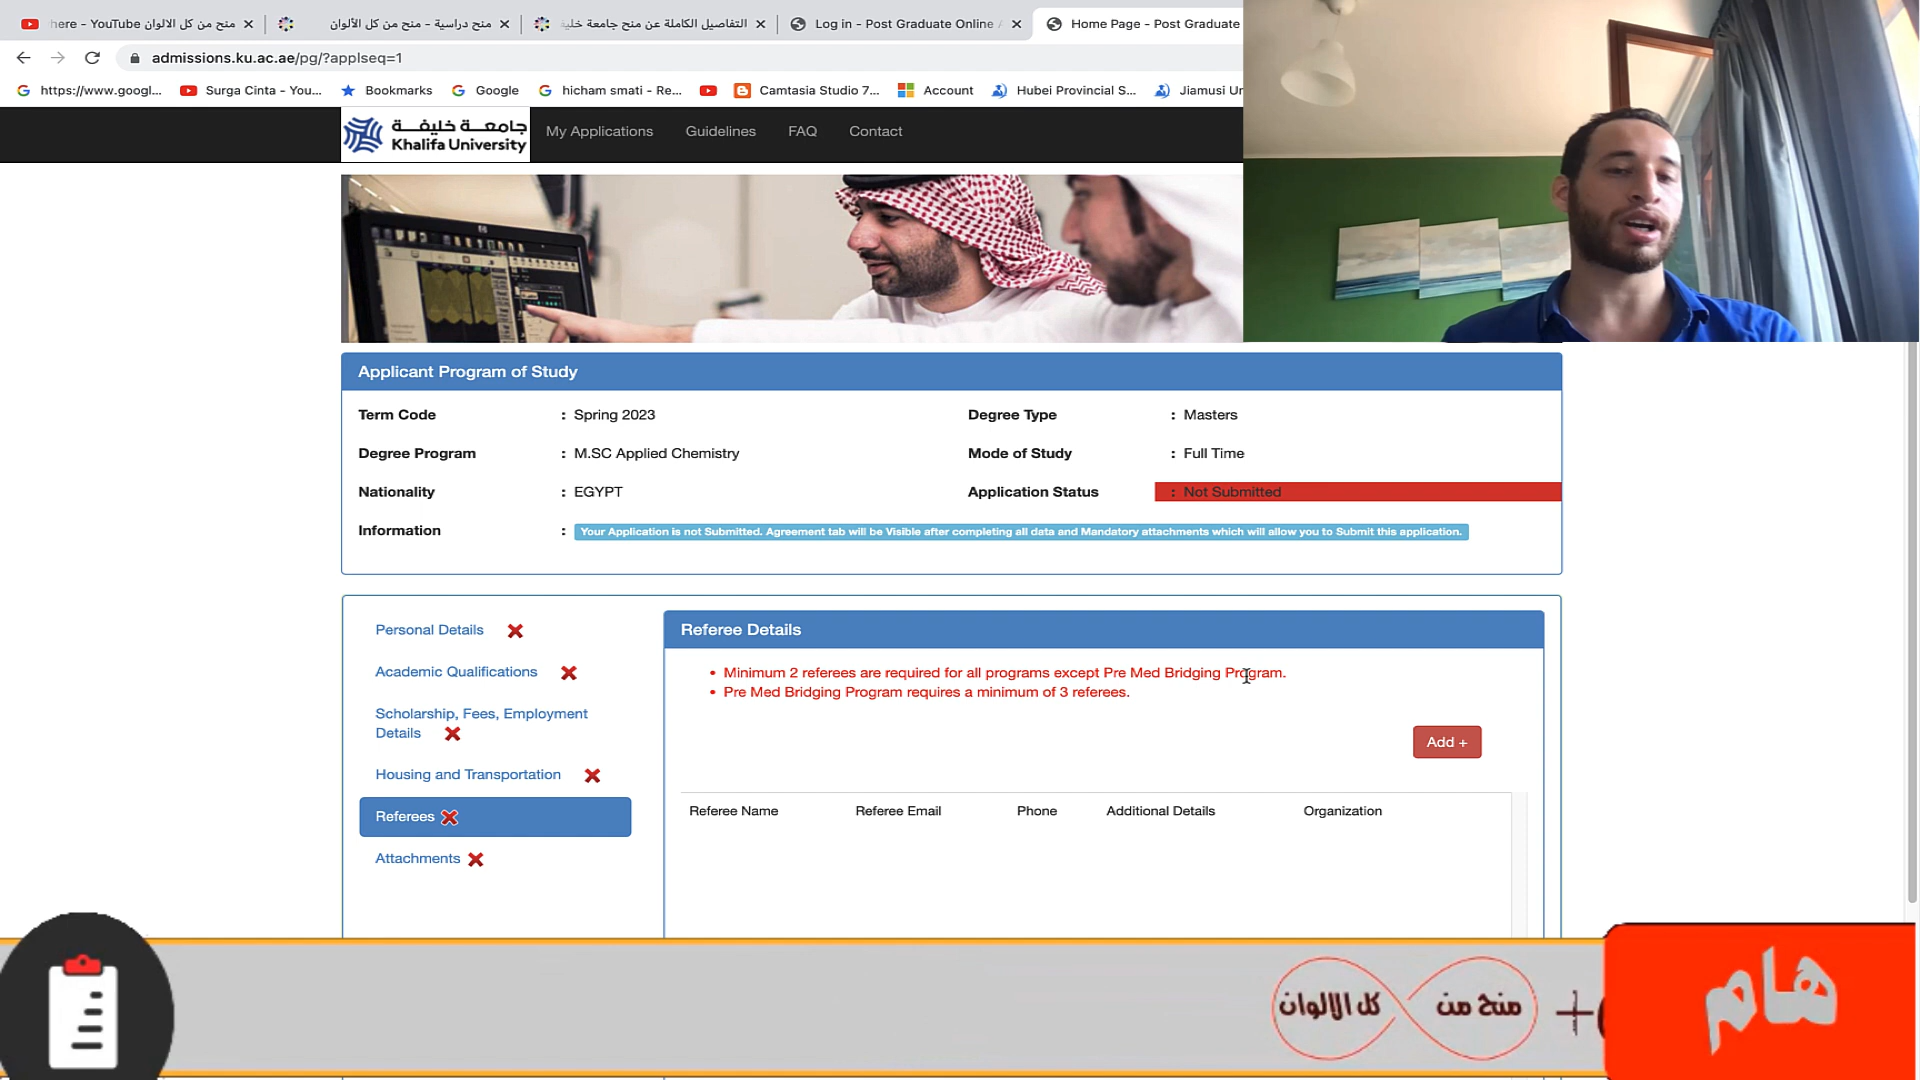 here - YouTube منح من كل الالوان
منح دراسية - منح من كل الألوان
التفاصيل الكاملة عن منح جامعة خليفة
Log in - Post Graduate Online
Home Page - Post Graduate
admissions.ku.ac.ae/pg/?applseq=1
https://www.googl...
Surga Cinta - You...
Bookmarks
Google
hicham smati - Re...
Camtasia Studio 7...
Account
Hubei Provincial S...
Jiamusi Un
جامعة خليفة
Khalifa University
My Applications
Guidelines
FAQ
Contact
Applicant Program of Study
Term Code : Spring 2023
Degree Type : Masters
Degree Program : M.SC Applied Chemistry
Mode of Study : Full Time
Nationality : EGYPT
Application Status : Not Submitted
Information : Your Application is not Submitted. Agreement tab will be Visible after completing all data and Mandatory attachments which will allow you to Submit this application.
Personal Details
Academic Qualifications
Scholarship, Fees, Employment
Details
Housing and Transportation
Referees
Attachments
Referee Details
• Minimum 2 referees are required for all programs except Pre Med Bridging Program.
• Pre Med Bridging Program requires a minimum of 3 referees.
Add +
Referee Name
Referee Email
Phone
Additional Details
Organization
منح من
كل الالوان
هام